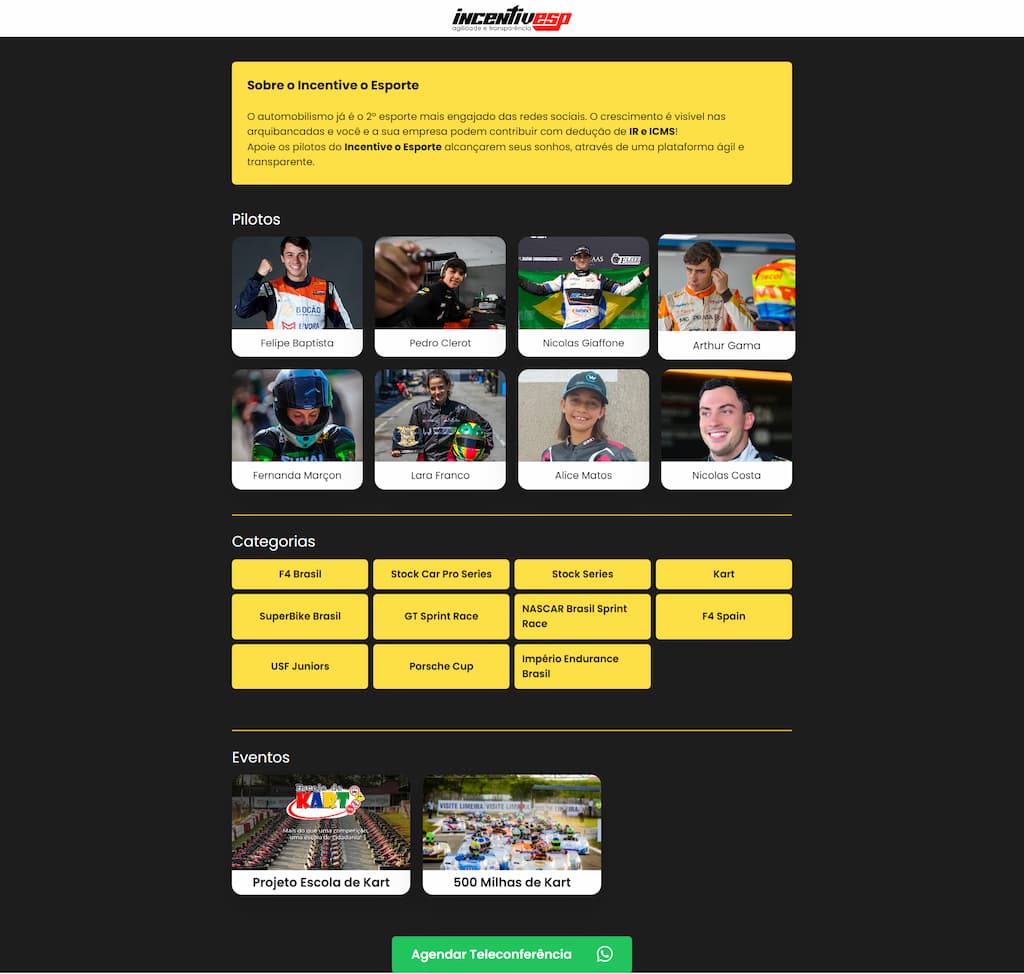 incentivesp
agilidade e transparência
Sobre o Incentive o Esporte
O automobilismo já é o 2º esporte mais engajado das redes sociais. O crescimento é visível nas
arquibancadas e você e a sua empresa podem contribuir com dedução de IR e ICMS!
Apoie os pilotos do Incentive o Esporte alcançarem seus sonhos, através de uma plataforma ágil e
transparente.
Pilotos
Felipe Baptista
Pedro Clerot
Nicolas Giaffone
Arthur Gama
Fernanda Marçon
Lara Franco
Alice Matos
Nicolas Costa
Categorias
F4 Brasil
Stock Car Pro Series
Stock Series
Kart
SuperBike Brasil
GT Sprint Race
NASCAR Brasil Sprint
Race
F4 Spain
USF Juniors
Porsche Cup
Império Endurance
Brasil
Eventos
Escola de
KART
Mais do que uma competição,
uma escola de cidadania!
VISITE LIMEIRA VISITE
Projeto Escola de Kart
500 Milhas de Kart
Agendar Teleconferência